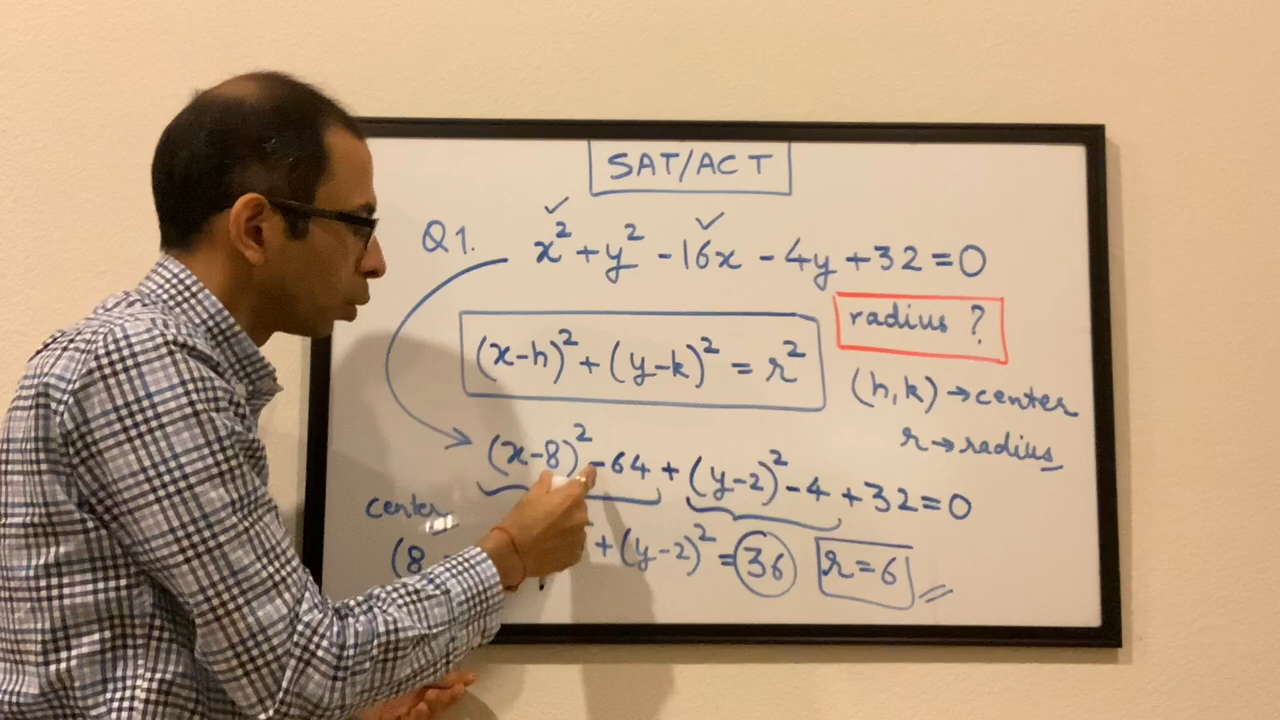 SAT/ACT
Q1. x² + y² - 16x - 4y + 32 = 0
radius ?
(x-h)² + (y-k)² = r²
(h,k) → center
r → radius
(x-8)² - 64 + (y-2)² - 4 + 32 = 0
center
(8
+ (y-2)² = 36 r = 6